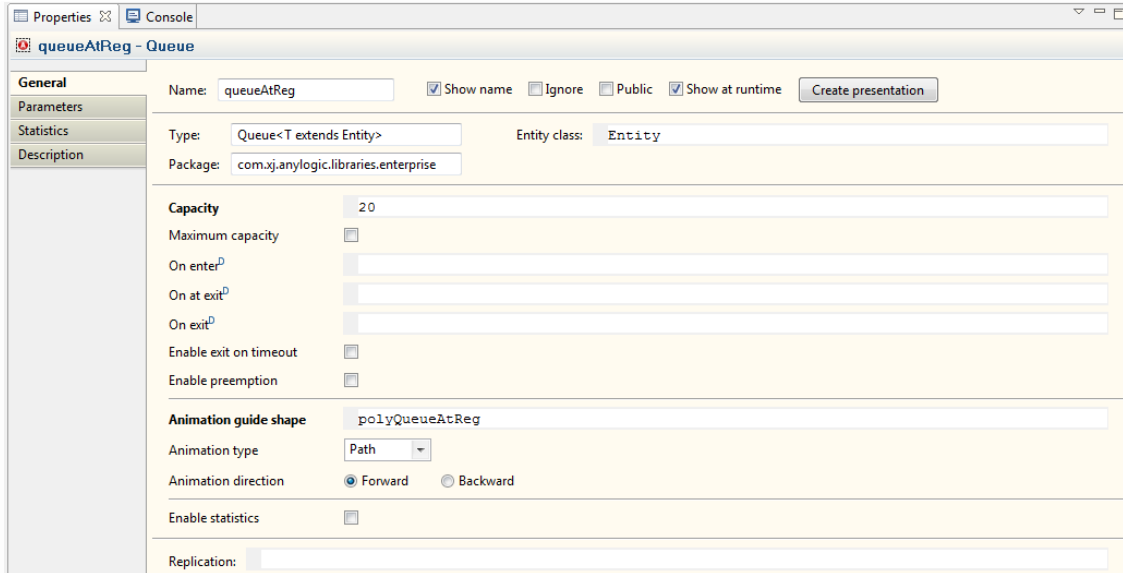 Properties Console
queueAtReg - Queue
General
Parameters
Statistics
Description
Name: queueAtReg Show name Ignore Public Show at runtime Create presentation
Type: Queue<T extends Entity> Entity class: Entity
Package: com.xj.anylogic.libraries.enterprise
Capacity 20
Maximum capacity
On enterD
On at exitD
On exitD
Enable exit on timeout
Enable preemption
Animation guide shape polyQueueAtReg
Animation type Path
Animation direction Forward Backward
Enable statistics
Replication: